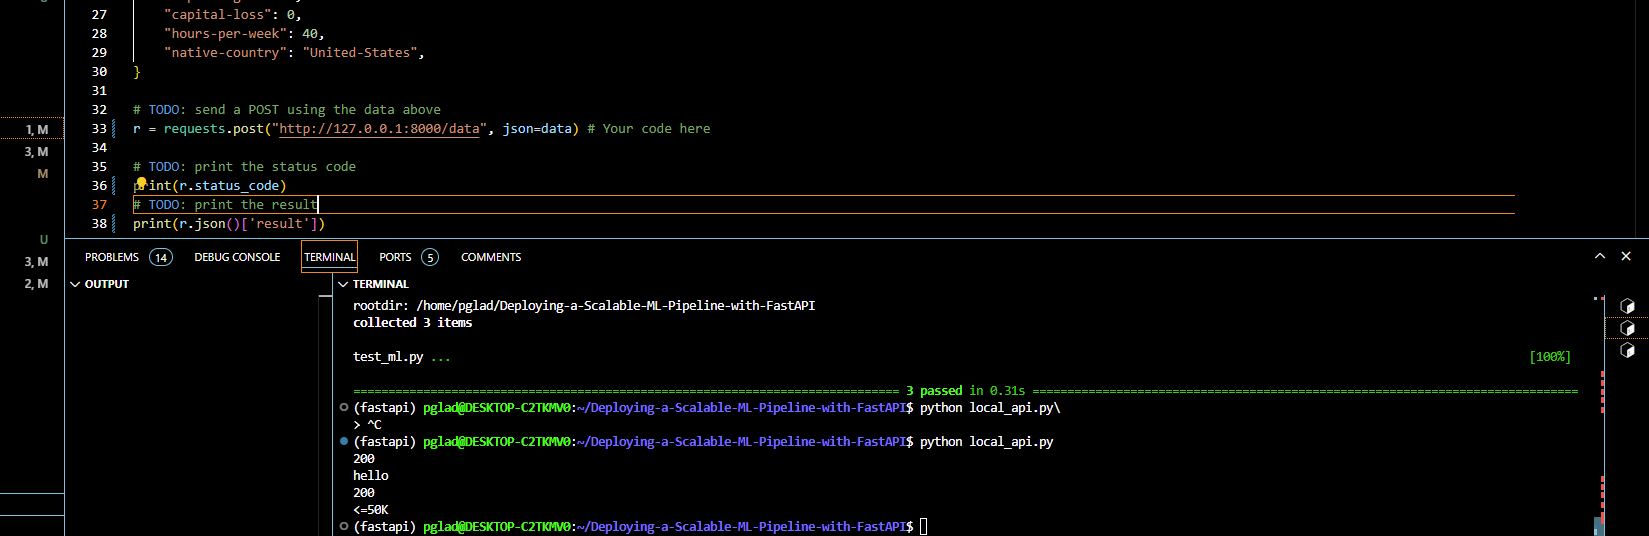 27 "capital-loss": 0,
28 "hours-per-week": 40,
29 "native-country": "United-States",
30 }
31
32 # TODO: send a POST using the data above
1, M
33 r = requests.post("http://127.0.0.1:8000/data", json=data) # Your code here
34
3, M
35 # TODO: print the status code
M
36 print(r.status_code)
37 # TODO: print the result
38 print(r.json()['result'])
U
3, M
2, M
PROBLEMS 14 DEBUG CONSOLE TERMINAL PORTS 5 COMMENTS
OUTPUT
TERMINAL
rootdir: /home/pglad/Deploying-a-Scalable-ML-Pipeline-with-FastAPI
collected 3 items
test_ml.py ... [100%]
============================== 3 passed in 0.31s ==============================
(fastapi) pglad@DESKTOP-C2TKMV0:~/Deploying-a-Scalable-ML-Pipeline-with-FastAPI$ python local_api.py\
> ^C
(fastapi) pglad@DESKTOP-C2TKMV0:~/Deploying-a-Scalable-ML-Pipeline-with-FastAPI$ python local_api.py
200
hello
200
<=50K
(fastapi) pglad@DESKTOP-C2TKMV0:~/Deploying-a-Scalable-ML-Pipeline-with-FastAPI$